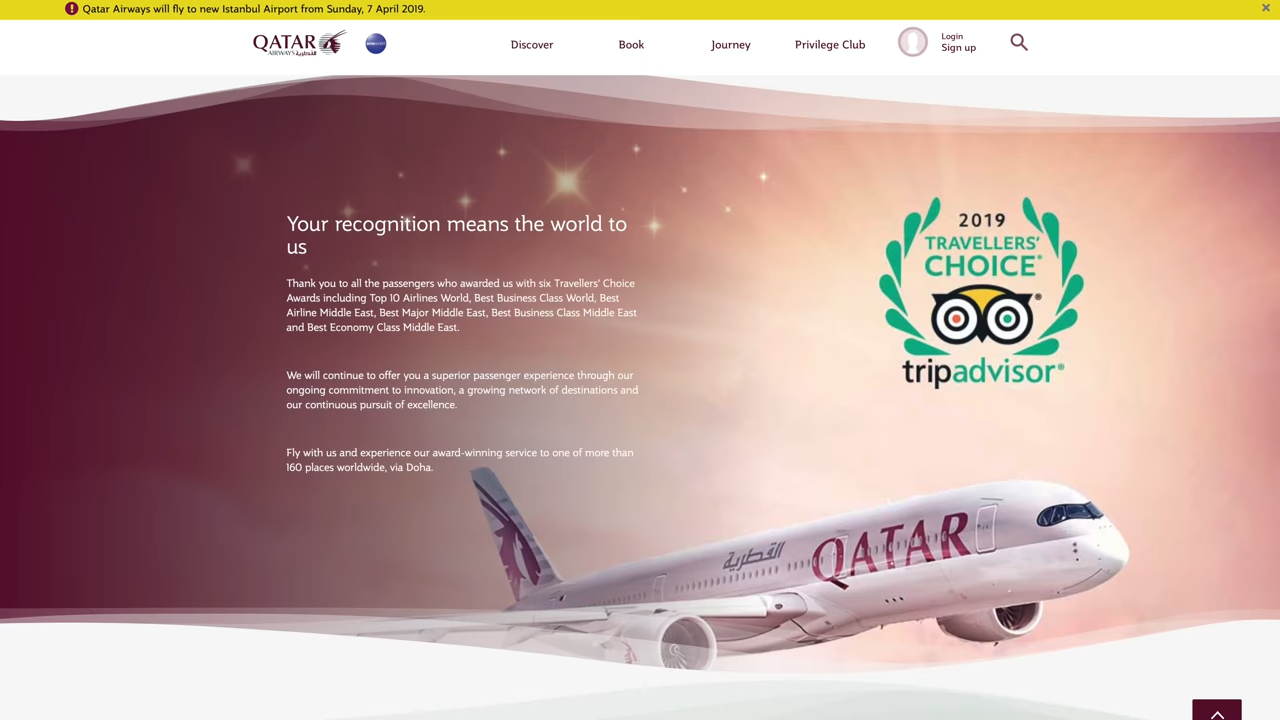 Qatar Airways will fly to new Istanbul Airport from Sunday, 7 April 2019.
QATAR
AIRWAYS القطرية
Discover
Book
Journey
Privilege Club
Login
Sign up
Your recognition means the world to
us
Thank you to all the passengers who awarded us with six Travellers' Choice
Awards including Top 10 Airlines World, Best Business Class World, Best
Airline Middle East, Best Major Middle East, Best Business Class Middle East
and Best Economy Class Middle East.
We will continue to offer you a superior passenger experience through our
ongoing commitment to innovation, a growing network of destinations and
our continuous pursuit of excellence.
Fly with us and experience our award-winning service to one of more than
160 places worldwide, via Doha.
2019
TRAVELLERS'
CHOICE®
tripadvisor®
القطرية QATAR